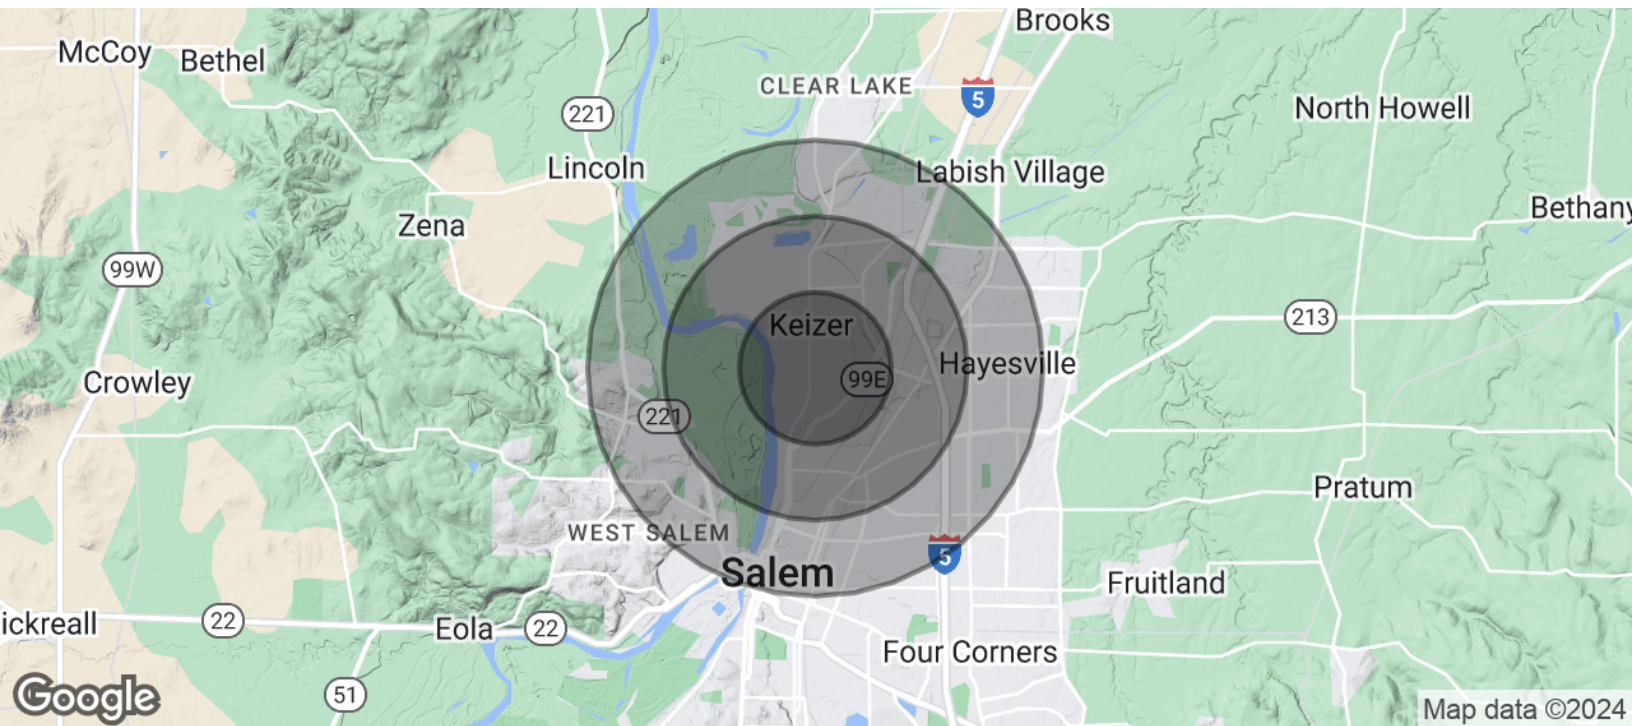 Brooks
McCoy
Bethel
CLEAR LAKE
5
North Howell
221
Lincoln
Labish Village
Bethany
Zena
99W
213
Keizer
Hayesville
99E
Crowley
221
Pratum
WEST SALEM
5
Salem
Fruitland
ickreall
22
Eola
22
Four Corners
51
Google
Map data ©2024